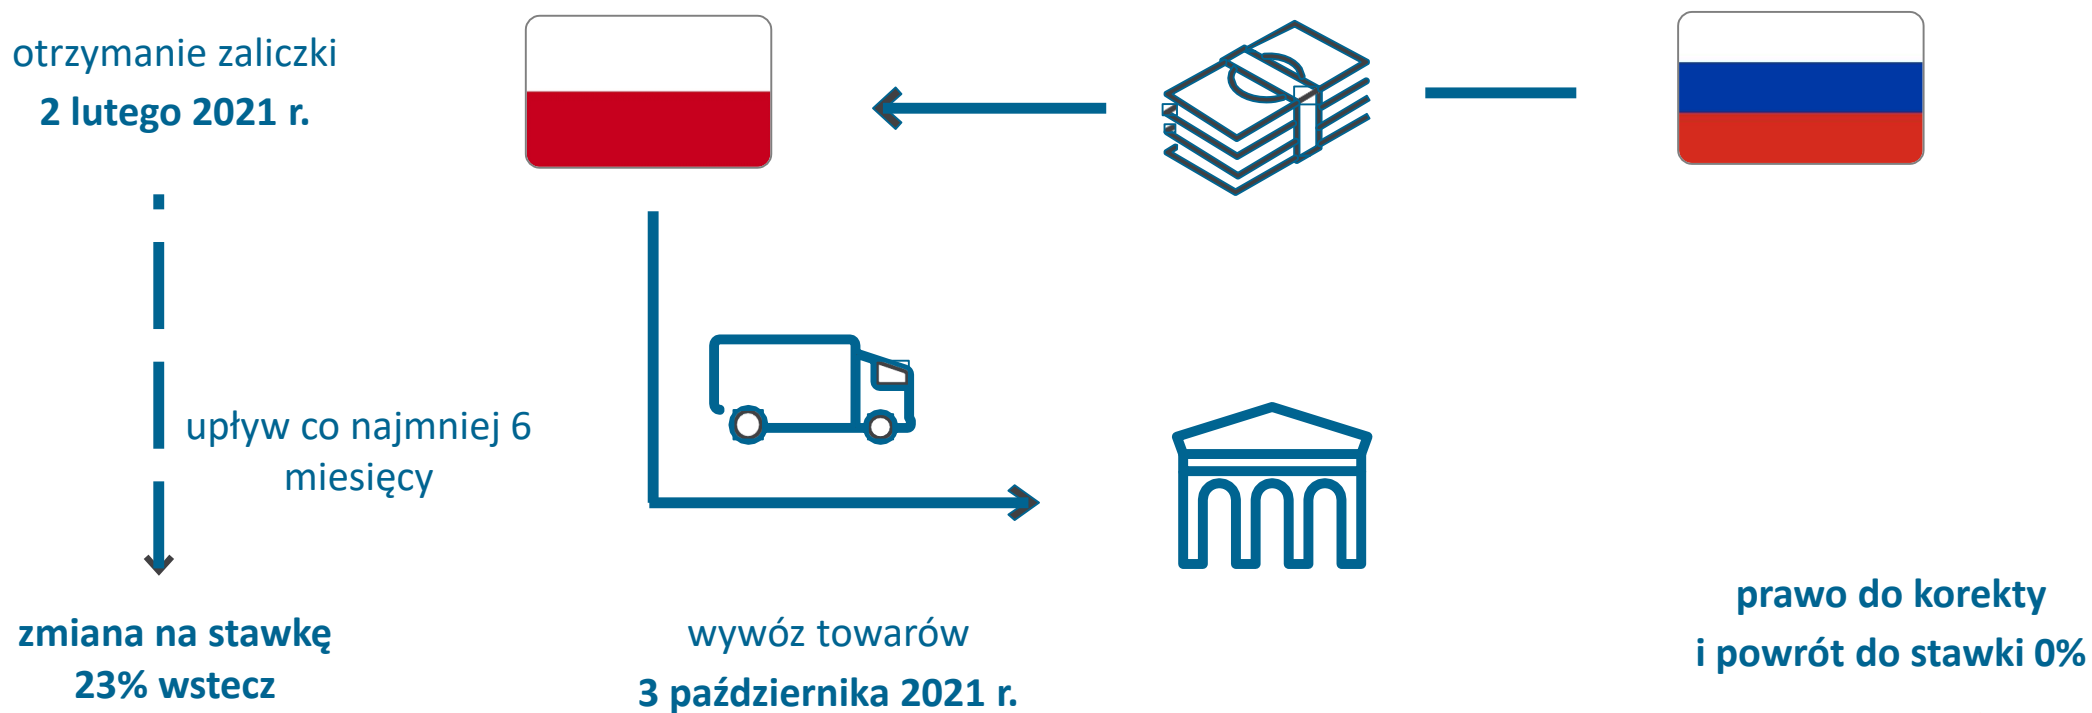 otrzymanie zaliczki
2 lutego 2021 r.
upływ co najmniej 6
miesięcy
zmiana na stawkę
23% wstecz
wywóz towarów
3 października 2021 r.
prawo do korekty
i powrót do stawki 0%